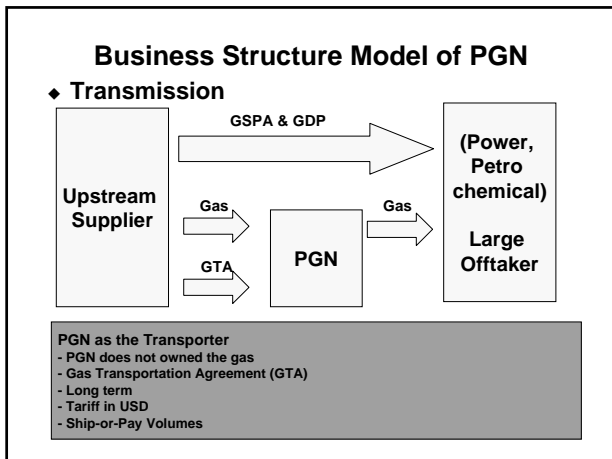 Business Structure Model of PGN
◆ Transmission
GSPA & GDP
Upstream
Supplier
Gas
GTA
PGN
Gas
(Power,
Petro
chemical)
Large
Offtaker
PGN as the Transporter
- PGN does not owned the gas
- Gas Transportation Agreement (GTA)
- Long term
- Tariff in USD
- Ship-or-Pay Volumes